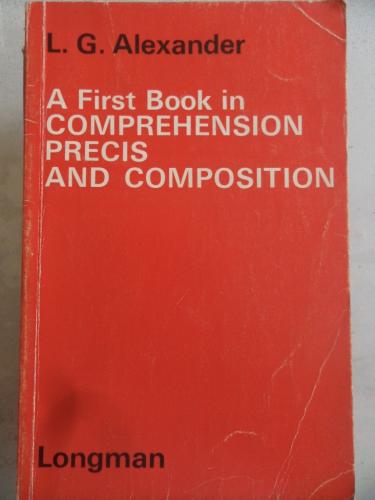 L. G. Alexander
A First Book in
COMPREHENSION
PRECIS
AND COMPOSITION
Longman